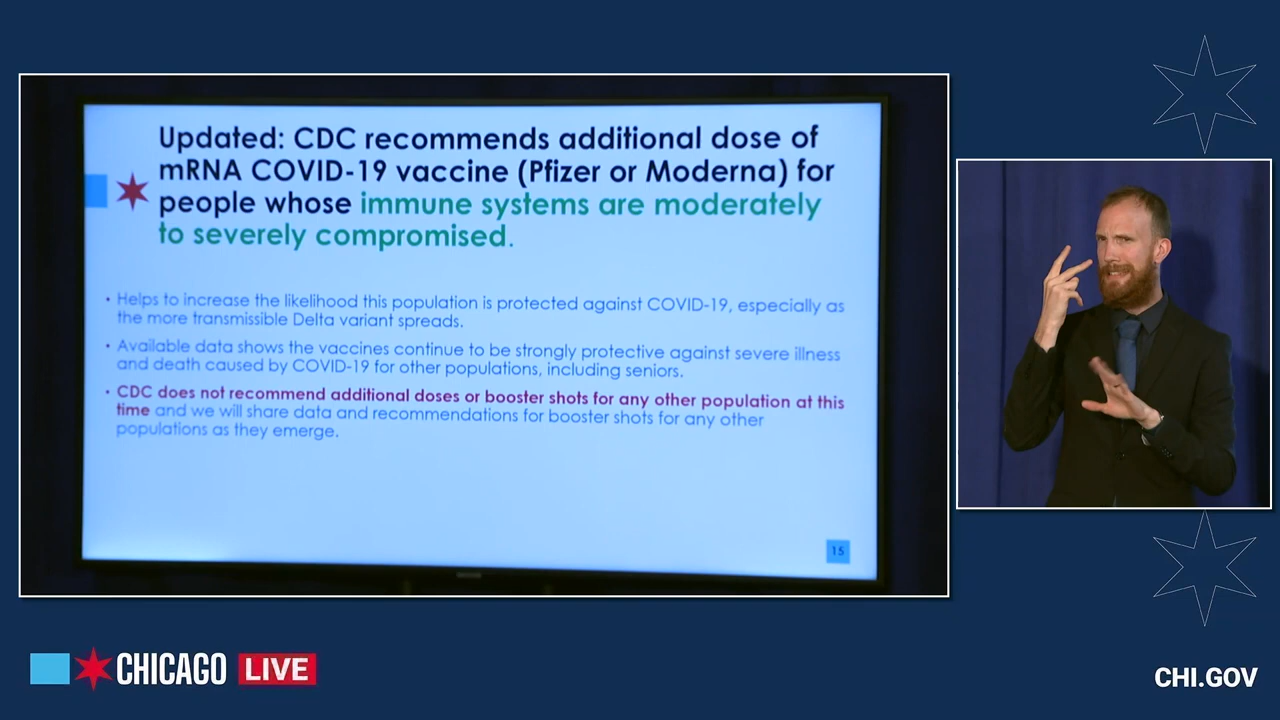 Updated: CDC recommends additional dose of
mRNA COVID-19 vaccine (Pfizer or Moderna) for
people whose immune systems are moderately
to severely compromised.
• Helps to increase the likelihood this population is protected against COVID-19, especially as
the more transmissible Delta variant spreads.
• Available data shows the vaccines continue to be strongly protective against severe illness
and death caused by COVID-19 for other populations, including seniors.
• CDC does not recommend additional doses or booster shots for any other population at this
time and we will share data and recommendations for booster shots for any other
populations as they emerge.
15
CHICAGO LIVE
CHI.GOV